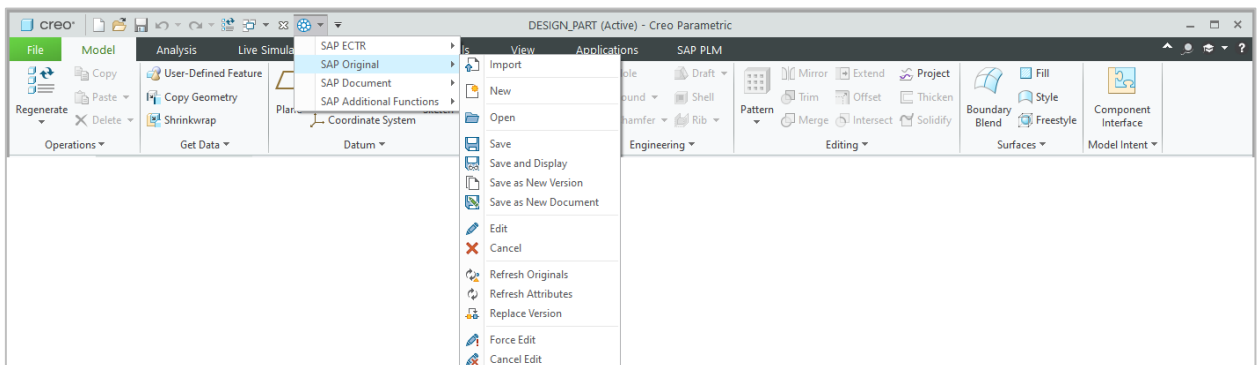 creo® DESIGN_PART (Active) - Creo Parametric
File Model Analysis Live Simula ls View Applications SAP PLM
SAP ECTR
SAP Original
SAP Document
SAP Additional Functions
Import
New
Open
Save
Save and Display
Save as New Version
Save as New Document
Edit
Cancel
Refresh Originals
Refresh Attributes
Replace Version
Force Edit
Cancel Edit
Regenerate
Copy
Paste
Delete
Operations
User-Defined Feature
Copy Geometry
Shrinkwrap
Get Data
Plane
Coordinate System
Datum
ole
ound
hamfer
Draft
Shell
Rib
Engineering
Pattern
Mirror Extend Project
Trim Offset Thicken
Merge Intersect Solidify
Editing
Boundary
Blend
Fill
Style
Freestyle
Surfaces
Component
Interface
Model Intent